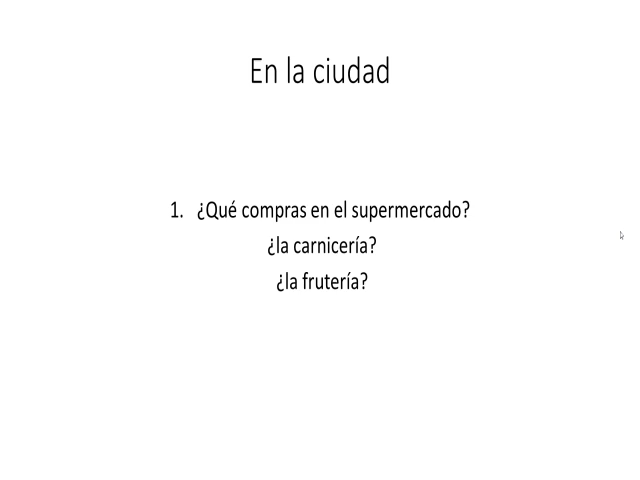 En la ciudad
1. ¿Qué compras en el supermercado?
¿la carnicería?
¿la frutería?